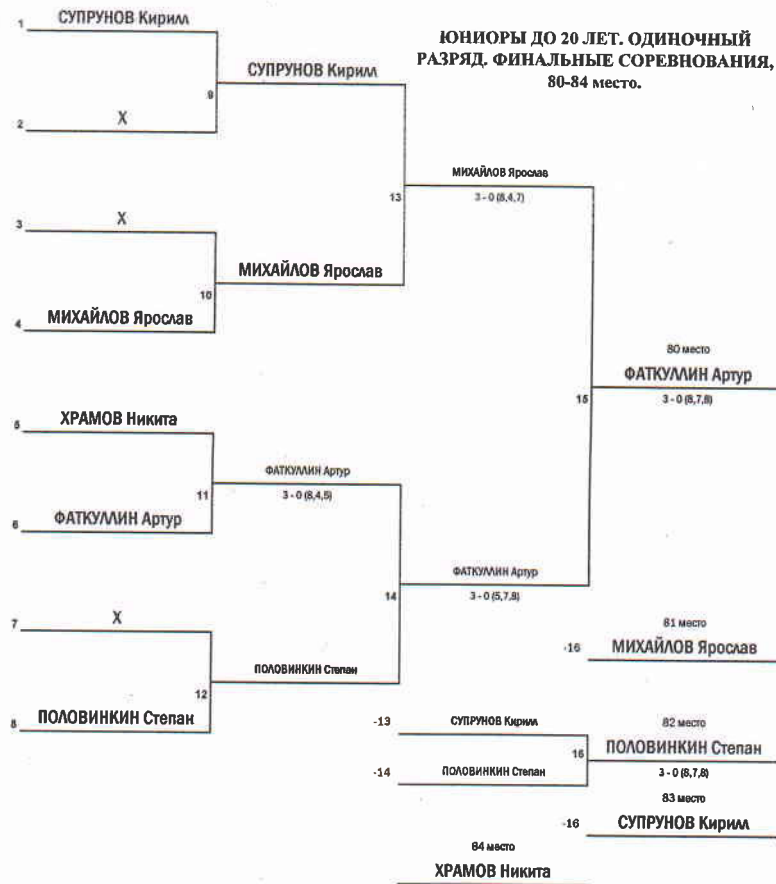 ЮНИОРЫ ДО 20 ЛЕТ. ОДИНОЧНЫЙ
РАЗРЯД. ФИНАЛЬНЫЕ СОРЕВНОВАНИЯ,
80-84 место.
1 СУПРУНОВ Кирилл
9 СУПРУНОВ Кирилл
2 X
13 МИХАЙЛОВ Ярослав
3 - 0 (8,4,7)
3 X
10 МИХАЙЛОВ Ярослав
4 МИХАЙЛОВ Ярослав
80 место
15 ФАТКУЛЛИН Артур
3 - 0 (8,7,8)
5 ХРАМОВ Никита
11 ФАТКУЛЛИН Артур
3 - 0 (8,4,5)
6 ФАТКУЛЛИН Артур
14 ФАТКУЛЛИН Артур
3 - 0 (5,7,8)
7 X
12 ПОЛОВИНКИН Степан
8 ПОЛОВИНКИН Степан
81 место
-15 МИХАЙЛОВ Ярослав
-13 СУПРУНОВ Кирилл
82 место
16 ПОЛОВИНКИН Степан
3 - 0 (8,7,8)
-14 ПОЛОВИНКИН Степан
83 место
-16 СУПРУНОВ Кирилл
84 место
ХРАМОВ Никита